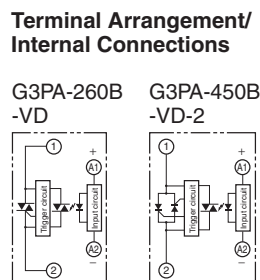 Terminal Arrangement/
Internal Connections
G3PA-260B
-VD
1
+
A1
Trigger circuit
Input circuit
A2
−
2
G3PA-450B
-VD-2
1
+
A1
Trigger circuit
Input circuit
A2
−
2